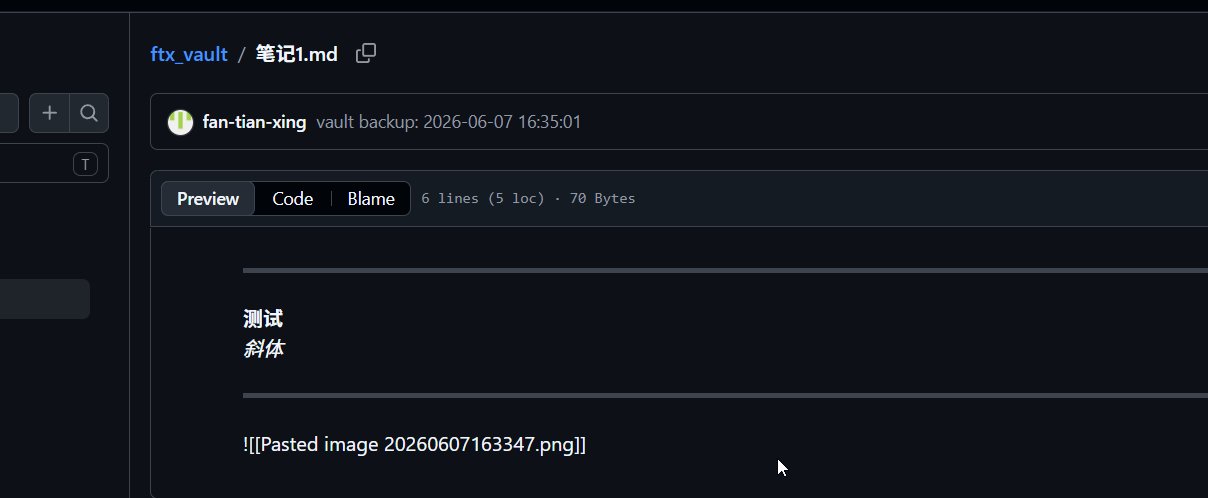 ftx_vault / 笔记1.md
T
fan-tian-xing vault backup: 2026-06-07 16:35:01
Preview Code Blame 6 lines (5 loc) · 70 Bytes
测试
斜体
![[Pasted image 20260607163347.png]]